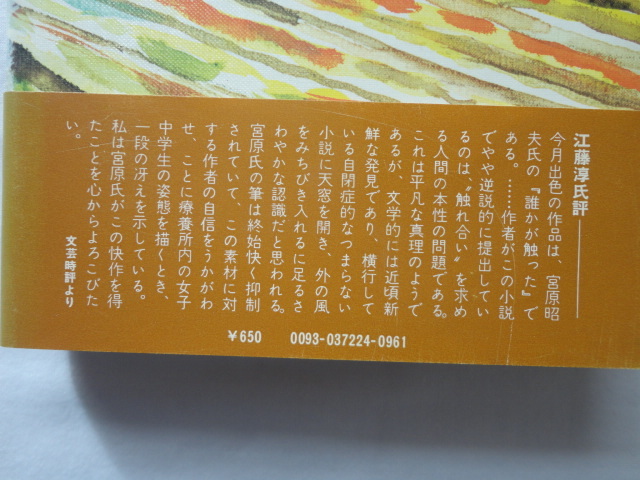 江藤淳氏評――
今月出色の作品は、宮原昭
夫氏の『誰かが触った』で
ある。……作者がこの小説
でやや逆説的に提出してい
るのは、〝触れ合い〟を求め
る人間の本性の問題である。
これは平凡な真理のようで
あるが、文学的には近頃新
鮮な発見であり、横行して
いる自閉症的なつまらない
小説に天窓を開き、外の風
をみちびき入れるに足るさ
わやかな認識だと思われる。
宮原氏の筆は終始快く抑制
されていて、この素材に対
する作者の自信をうかがわ
せ、ことに療養所内の女子
中学生の姿態を描くとき、
一段の冴えを示している。
私は宮原氏がこの快作を得
たことを心からよろこびた
い。
文芸時評より
￥650 0093-037224-0961